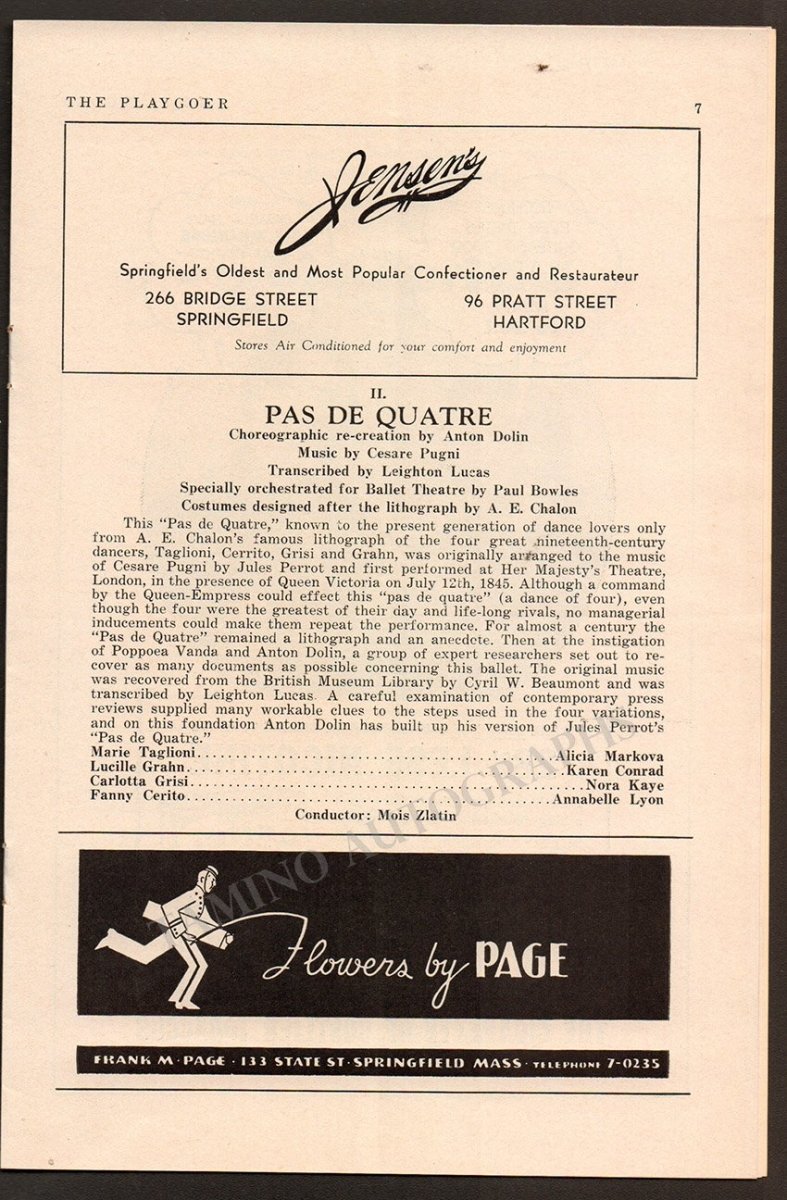 THE PLAYGOER
7
Jensen's
Springfield's Oldest and Most Popular Confectioner and Restaurateur
266 BRIDGE STREET
SPRINGFIELD
96 PRATT STREET
HARTFORD
Stores Air Conditioned for your comfort and enjoyment
II.
PAS DE QUATRE
Choreographic re-creation by Anton Dolin
Music by Cesare Pugni
Transcribed by Leighton Lucas
Specially orchestrated for Ballet Theatre by Paul Bowles
Costumes designed after the lithograph by A. E. Chalon
This "Pas de Quatre," known to the present generation of dance lovers only
from A. E. Chalon's famous lithograph of the four great nineteenth-century
dancers, Taglioni, Cerrito, Grisi and Grahn, was originally arranged to the music
of Cesare Pugni by Jules Perrot and first performed at Her Majesty's Theatre,
London, in the presence of Queen Victoria on July 12th, 1845. Although a command
by the Queen-Empress could effect this "pas de quatre" (a dance of four), even
though the four were the greatest of their day and life-long rivals, no managerial
inducements could make them repeat the performance. For almost a century the
"Pas de Quatre" remained a lithograph and an anecdote. Then at the instigation
of Poppoea Vanda and Anton Dolin, a group of expert researchers set out to re-
cover as many documents as possible concerning this ballet. The original music
was recovered from the British Museum Library by Cyril W. Beaumont and was
transcribed by Leighton Lucas. A careful examination of contemporary press
reviews supplied many workable clues to the steps used in the four variations,
and on this foundation Anton Dolin has built up his version of Jules Perrot's
"Pas de Quatre."
Marie Taglioni........................................Alicia Markova
Lucille Grahn........................................Karen Conrad
Carlotta Grisi........................................Nora Kaye
Fanny Cerito........................................Annabelle Lyon
Conductor: Mois Zlatin
TAMINO AUTOGRAPHS
Flowers by PAGE
FRANK M · PAGE · 133 STATE ST · SPRINGFIELD MASS · TELEPHONE 7-0235